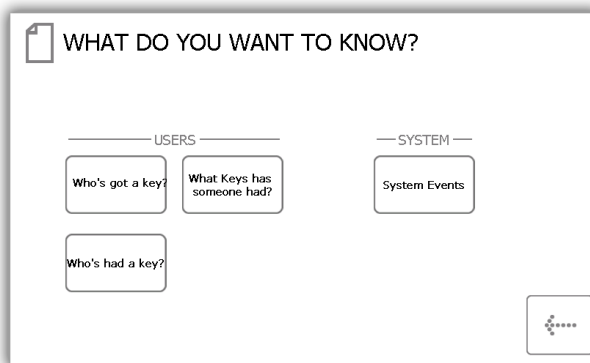 WHAT DO YOU WANT TO KNOW?
USERS
SYSTEM
Who's got a key?
What Keys has
someone had?
System Events
Who's had a key?